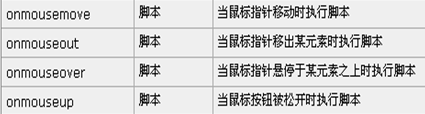 onmousemove 脚本 当鼠标指针移动时执行脚本
onmouseout 脚本 当鼠标指针移出某元素时执行脚本
onmouseover 脚本 当鼠标指针悬停于某元素之上时执行脚本
onmouseup 脚本 当鼠标按钮被松开时执行脚本